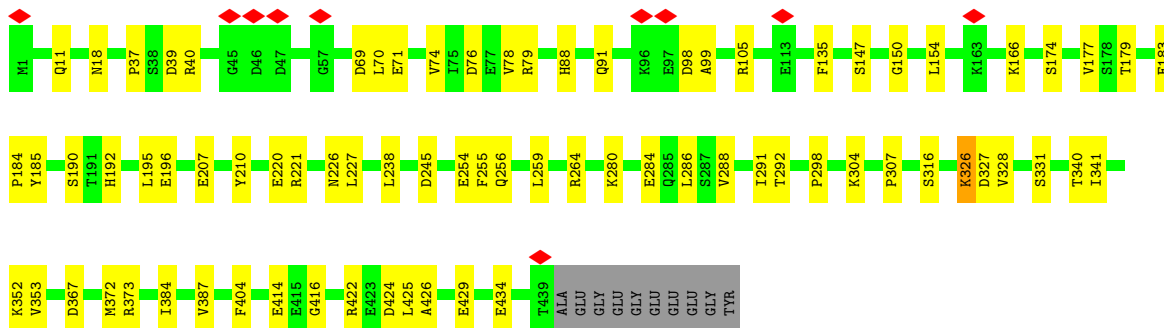 M1 Q11 N18 P37 S38 D39 R40 G45 D46 D47 G57 D69 L70 E71 V74 I75 D76 E77 V78 R79 H88 Q91 K96 E97 D98 A99 R105 E113 F135 S147 G150 L154 K163 K166 S174 V177 S178 T179 E183
P184 Y185 S190 T191 H192 L195 E196 E207 Y210 E220 R221 N226 L227 L238 D245 E254 F255 Q256 L259 R264 K280 E284 Q285 L286 S287 V288 I291 T292 P298 K304 P307 S316 K326 D327 V328 S331 T340 I341
K352 V353 D367 M372 R373 I384 V387 F404 E414 E415 G416 R422 E423 D424 L425 A426 E429 E434 T439 ALA GLU GLY GLU GLY GLU GLU GLU GLY TYR